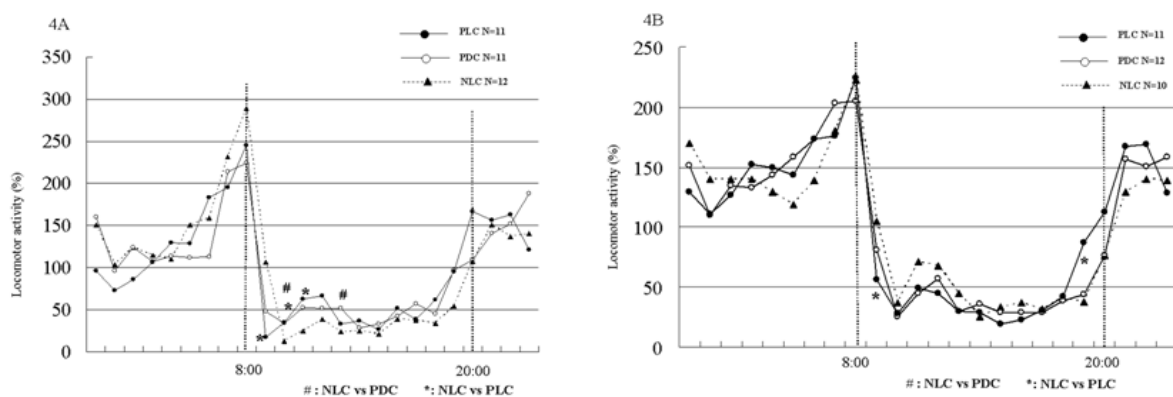 4A
PLC N=11
PDC N=11
NLC N=12
350
300
250
200
150
100
50
0
Locomotor activity (%)
#
*
*
*
#
8:00
20:00
# : NLC vs PDC *: NLC vs PLC
4B
PLC N=11
PDC N=12
NLC N=10
250
200
150
100
50
0
Locomotor activity (%)
*
*
8:00
20:00
# : NLC vs PDC *: NLC vs PLC